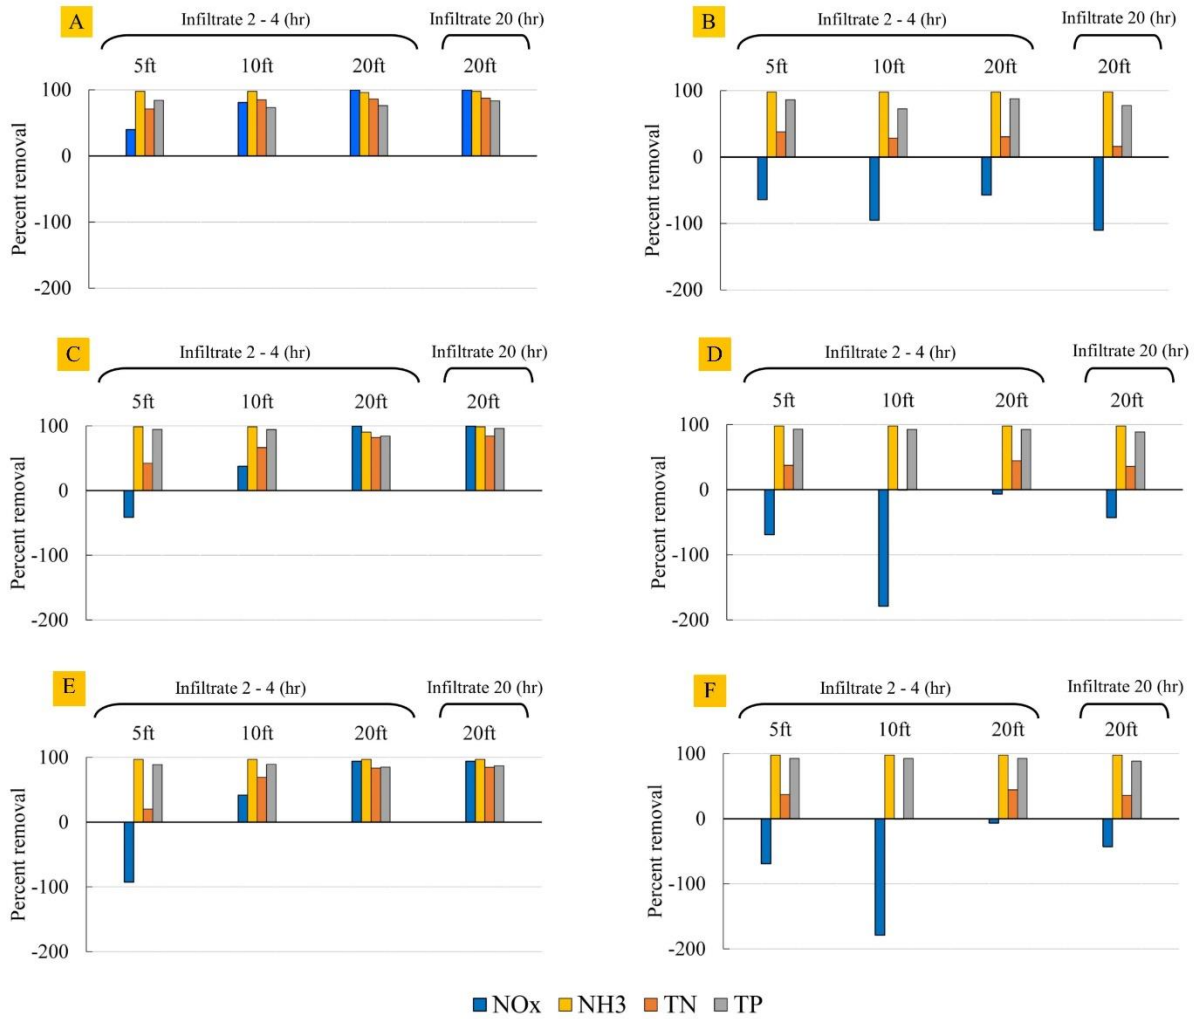 A
Infiltrate 2 - 4 (hr)
Infiltrate 20 (hr)
5ft
10ft
20ft
20ft
Percent removal
100
0
-100
-200
B
Infiltrate 2 - 4 (hr)
Infiltrate 20 (hr)
5ft
10ft
20ft
20ft
Percent removal
100
0
-100
-200
C
Infiltrate 2 - 4 (hr)
Infiltrate 20 (hr)
5ft
10ft
20ft
20ft
Percent removal
100
0
-100
-200
D
Infiltrate 2 - 4 (hr)
Infiltrate 20 (hr)
5ft
10ft
20ft
20ft
Percent removal
100
0
-100
-200
E
Infiltrate 2 - 4 (hr)
Infiltrate 20 (hr)
5ft
10ft
20ft
20ft
Percent removal
100
0
-100
-200
F
Infiltrate 2 - 4 (hr)
Infiltrate 20 (hr)
5ft
10ft
20ft
20ft
Percent removal
100
0
-100
-200
NOx NH3 TN TP